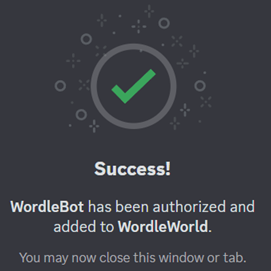 Success!
WordleBot has been authorized and
added to WordleWorld.
You may now close this window or tab.